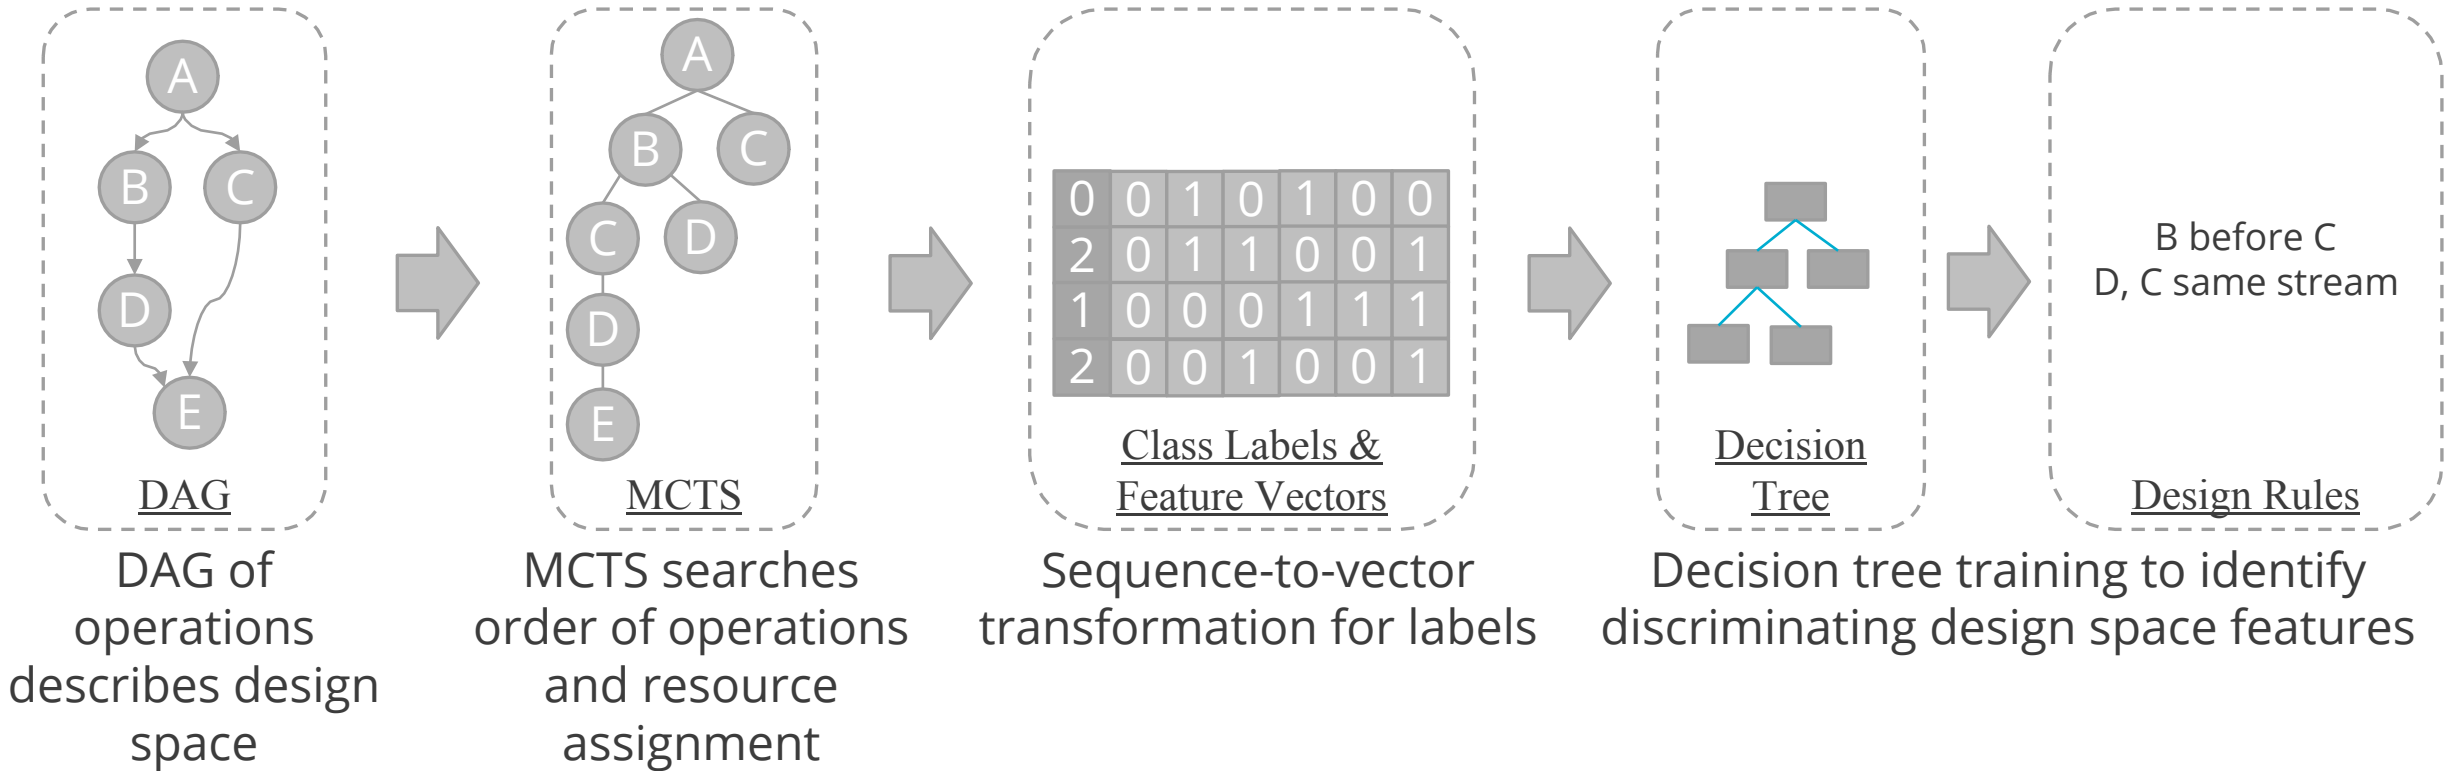 A
B C
D
E
DAG
DAG of
operations
describes design
space
A
B C
C D
D
E
MCTS
MCTS searches
order of operations
and resource
assignment
0 0 1 0 1 0 0
2 0 1 1 0 0 1
1 0 0 0 1 1 1
2 0 0 1 0 0 1
Class Labels &
Feature Vectors
Sequence-to-vector
transformation for labels
Decision
Tree
B before C
D, C same stream
Design Rules
Decision tree training to identify
discriminating design space features